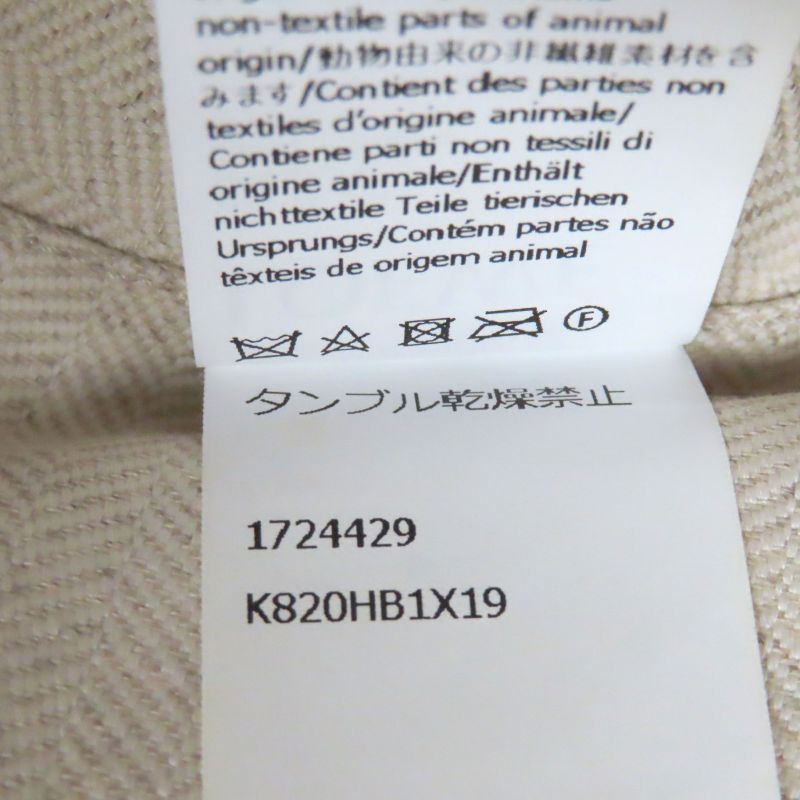 non-textile parts of animal
origin/動物由来の非繊維素材を含
みます/Contient des parties non
textiles d'origine animale/
Contiene parti non tessili di
origine animale/Enthält
nichttextile Teile tierischen
Ursprungs/Contém partes não
têxteis de origem animal
F
タンブル乾燥禁止
1724429
K820HB1X19